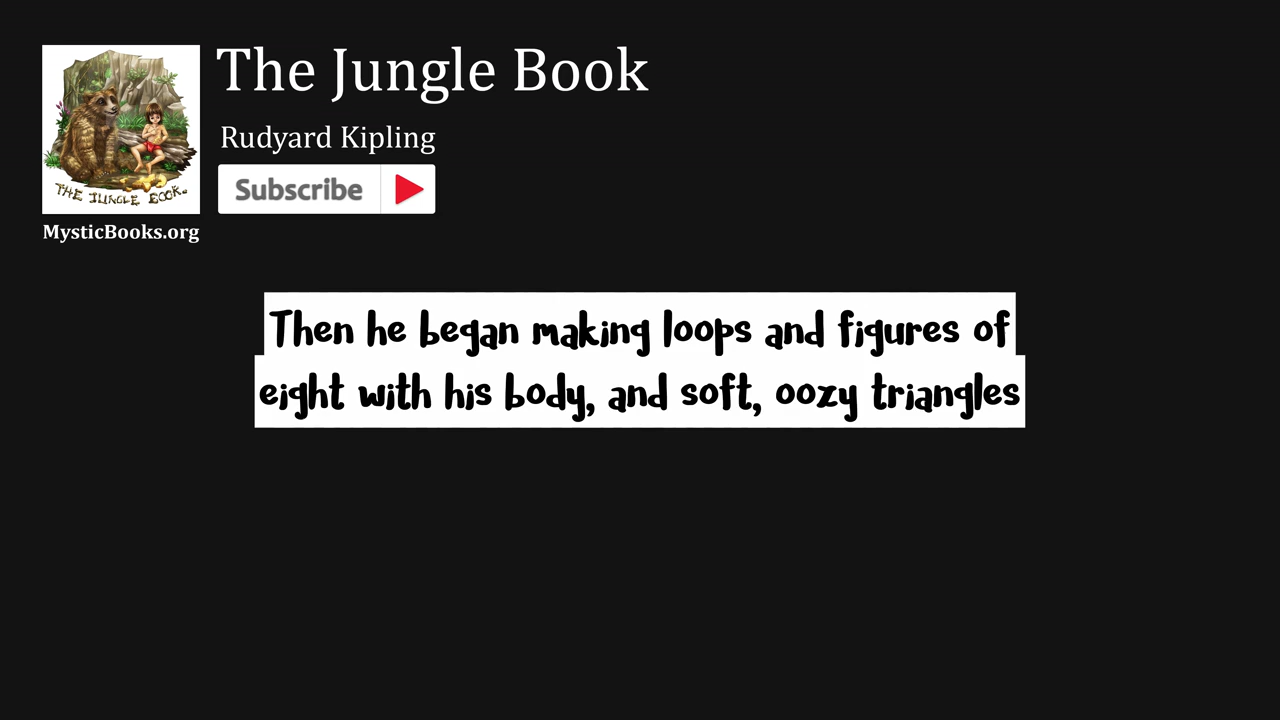 The Jungle Book
Rudyard Kipling
Subscribe
THE JUNGLE BOOK.
MysticBooks.org
Then he began making loops and figures of
eight with his body, and soft, oozy triangles